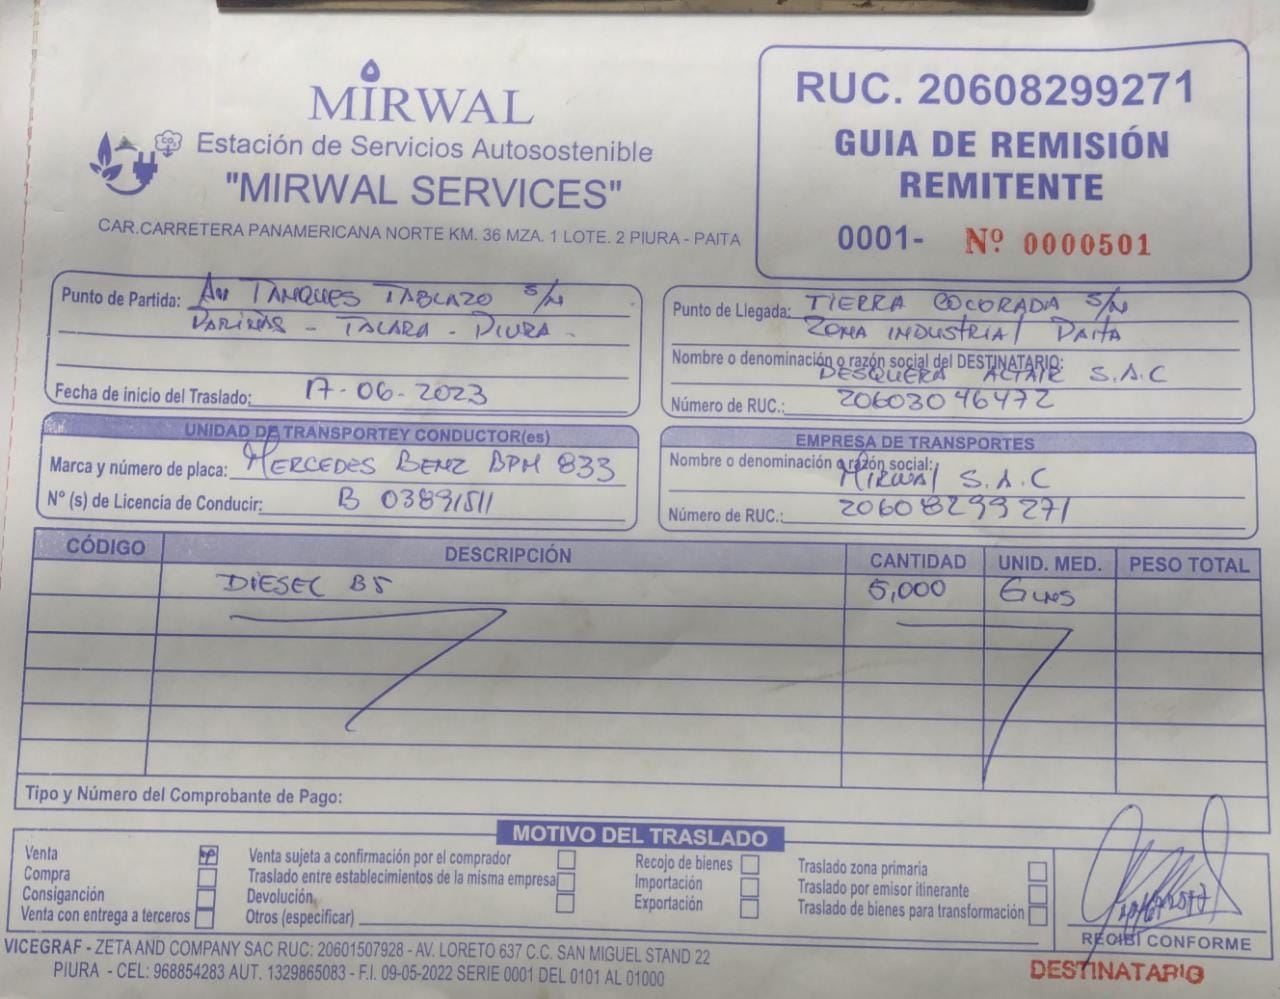 MIRWAL
Estación de Servicios Autosostenible
"MIRWAL SERVICES"
CAR.CARRETERA PANAMERICANA NORTE KM. 36 MZA. 1 LOTE. 2 PIURA - PAITA
CO2
RUC. 20608299271
GUIA DE REMISIÓN
REMITENTE
0001- Nº 0000501
Punto de Partida: Av TANQUES TABLAZO S/N
PARIÑAS - TALARA - PIURA -
Fecha de inicio del Traslado: 17-06-2023
Punto de Llegada: TIERRA COLORADA S/N
ZONA INDUSTRIAL PAITA
Nombre o denominación o razón social del DESTINATARIO:
PESQUERA ALTAIR S.A.C
Número de RUC.: 20603046472
UNIDAD DE TRANSPORTEY CONDUCTOR(es)
Marca y número de placa: MERCEDES BENZ BPM 833
Nº (s) de Licencia de Conducir: B 03891511
EMPRESA DE TRANSPORTES
Nombre o denominación o razón social:
MIRWAL S.A.C
Número de RUC.: 20608299271
CÓDIGO DESCRIPCIÓN CANTIDAD UNID. MED. PESO TOTAL
DIESEL B5 5,000 Glns
Tipo y Número del Comprobante de Pago:
MOTIVO DEL TRASLADO
Venta
Compra
Consigación
Venta con entrega a terceros
Venta sujeta a confirmación por el comprador
Traslado entre establecimientos de la misma empresa
Devolución
Otros (especificar)
Recojo de bienes
Importación
Exportación
Traslado zona primaria
Traslado por emisor itinerante
Traslado de bienes para transformación
RECIBÍ CONFORME
DESTINATARIO
VICEGRAF - ZETA AND COMPANY SAC RUC: 20601507928 - AV. LORETO 637 C.C. SAN MIGUEL STAND 22
PIURA - CEL: 968854283 AUT. 1329865083 - F.I. 09-05-2022 SERIE 0001 DEL 0101 AL 01000